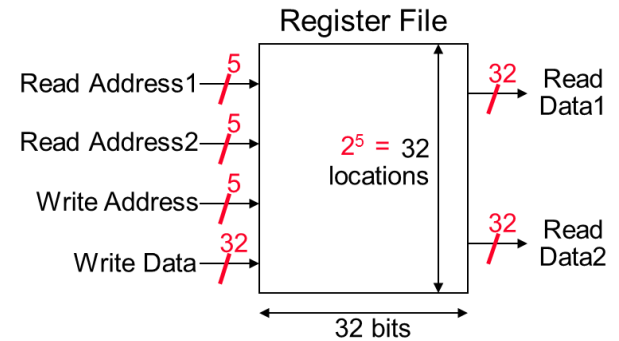 Register File
Read Address1
5
Read Address2
5
Write Address
5
Write Data
32
2⁵ = 32
locations
32
Read
Data1
32
Read
Data2
32 bits